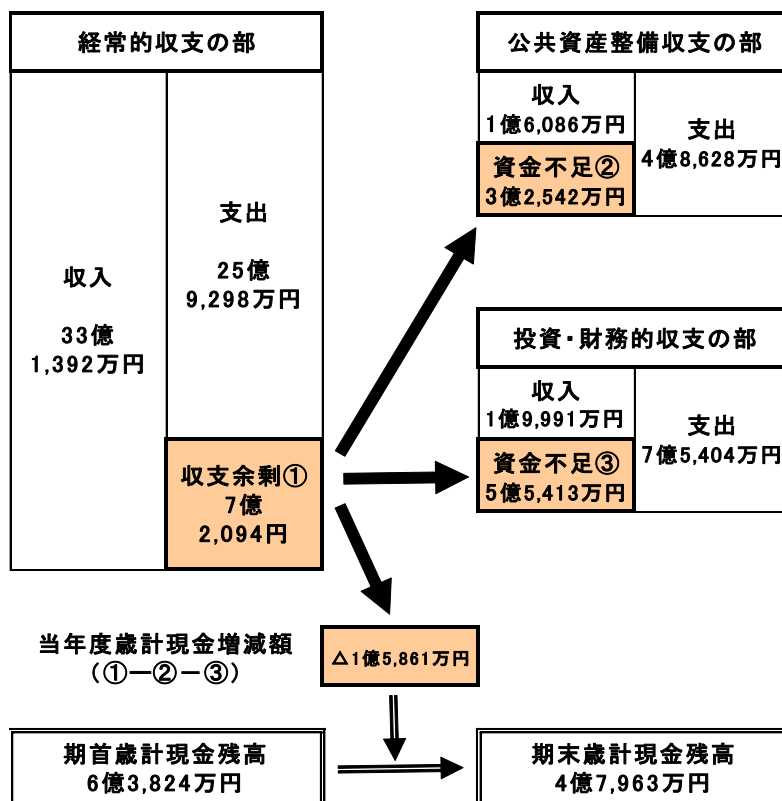 経常的収支の部
収入
33億
1,392万円
支出
25億
9,298万円
収支余剰①
7億
2,094円
公共資産整備収支の部
収入
1億6,086万円
資金不足②
3億2,542万円
支出
4億8,628万円
投資・財務的収支の部
収入
1億9,991万円
資金不足③
5億5,413万円
支出
7億5,404万円
当年度歳計現金増減額
(①－②－③)
△1億5,861万円
期首歳計現金残高
6億3,824万円
期末歳計現金残高
4億7,963万円